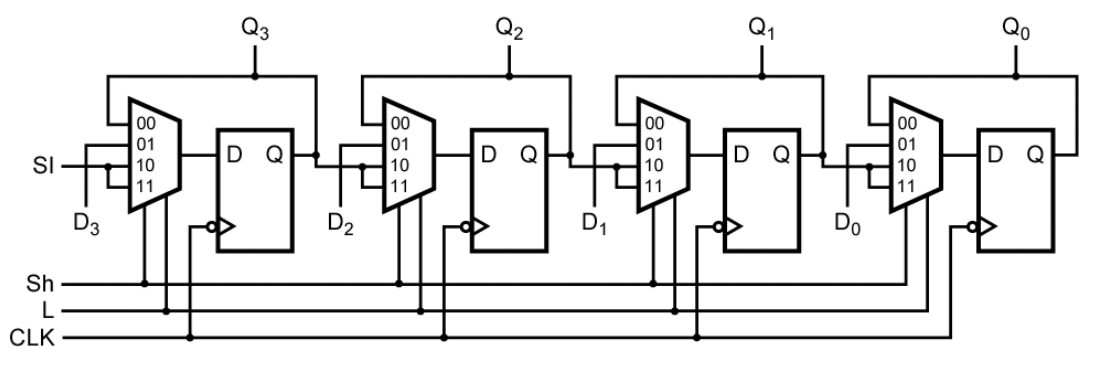 Q3 Q2 Q1 Q0
00 00 00 00
01 D Q 01 D Q 01 D Q 01 D Q
SI 10 10 10 10
11 11 11 11
D3 D2 D1 D0
Sh
L
CLK